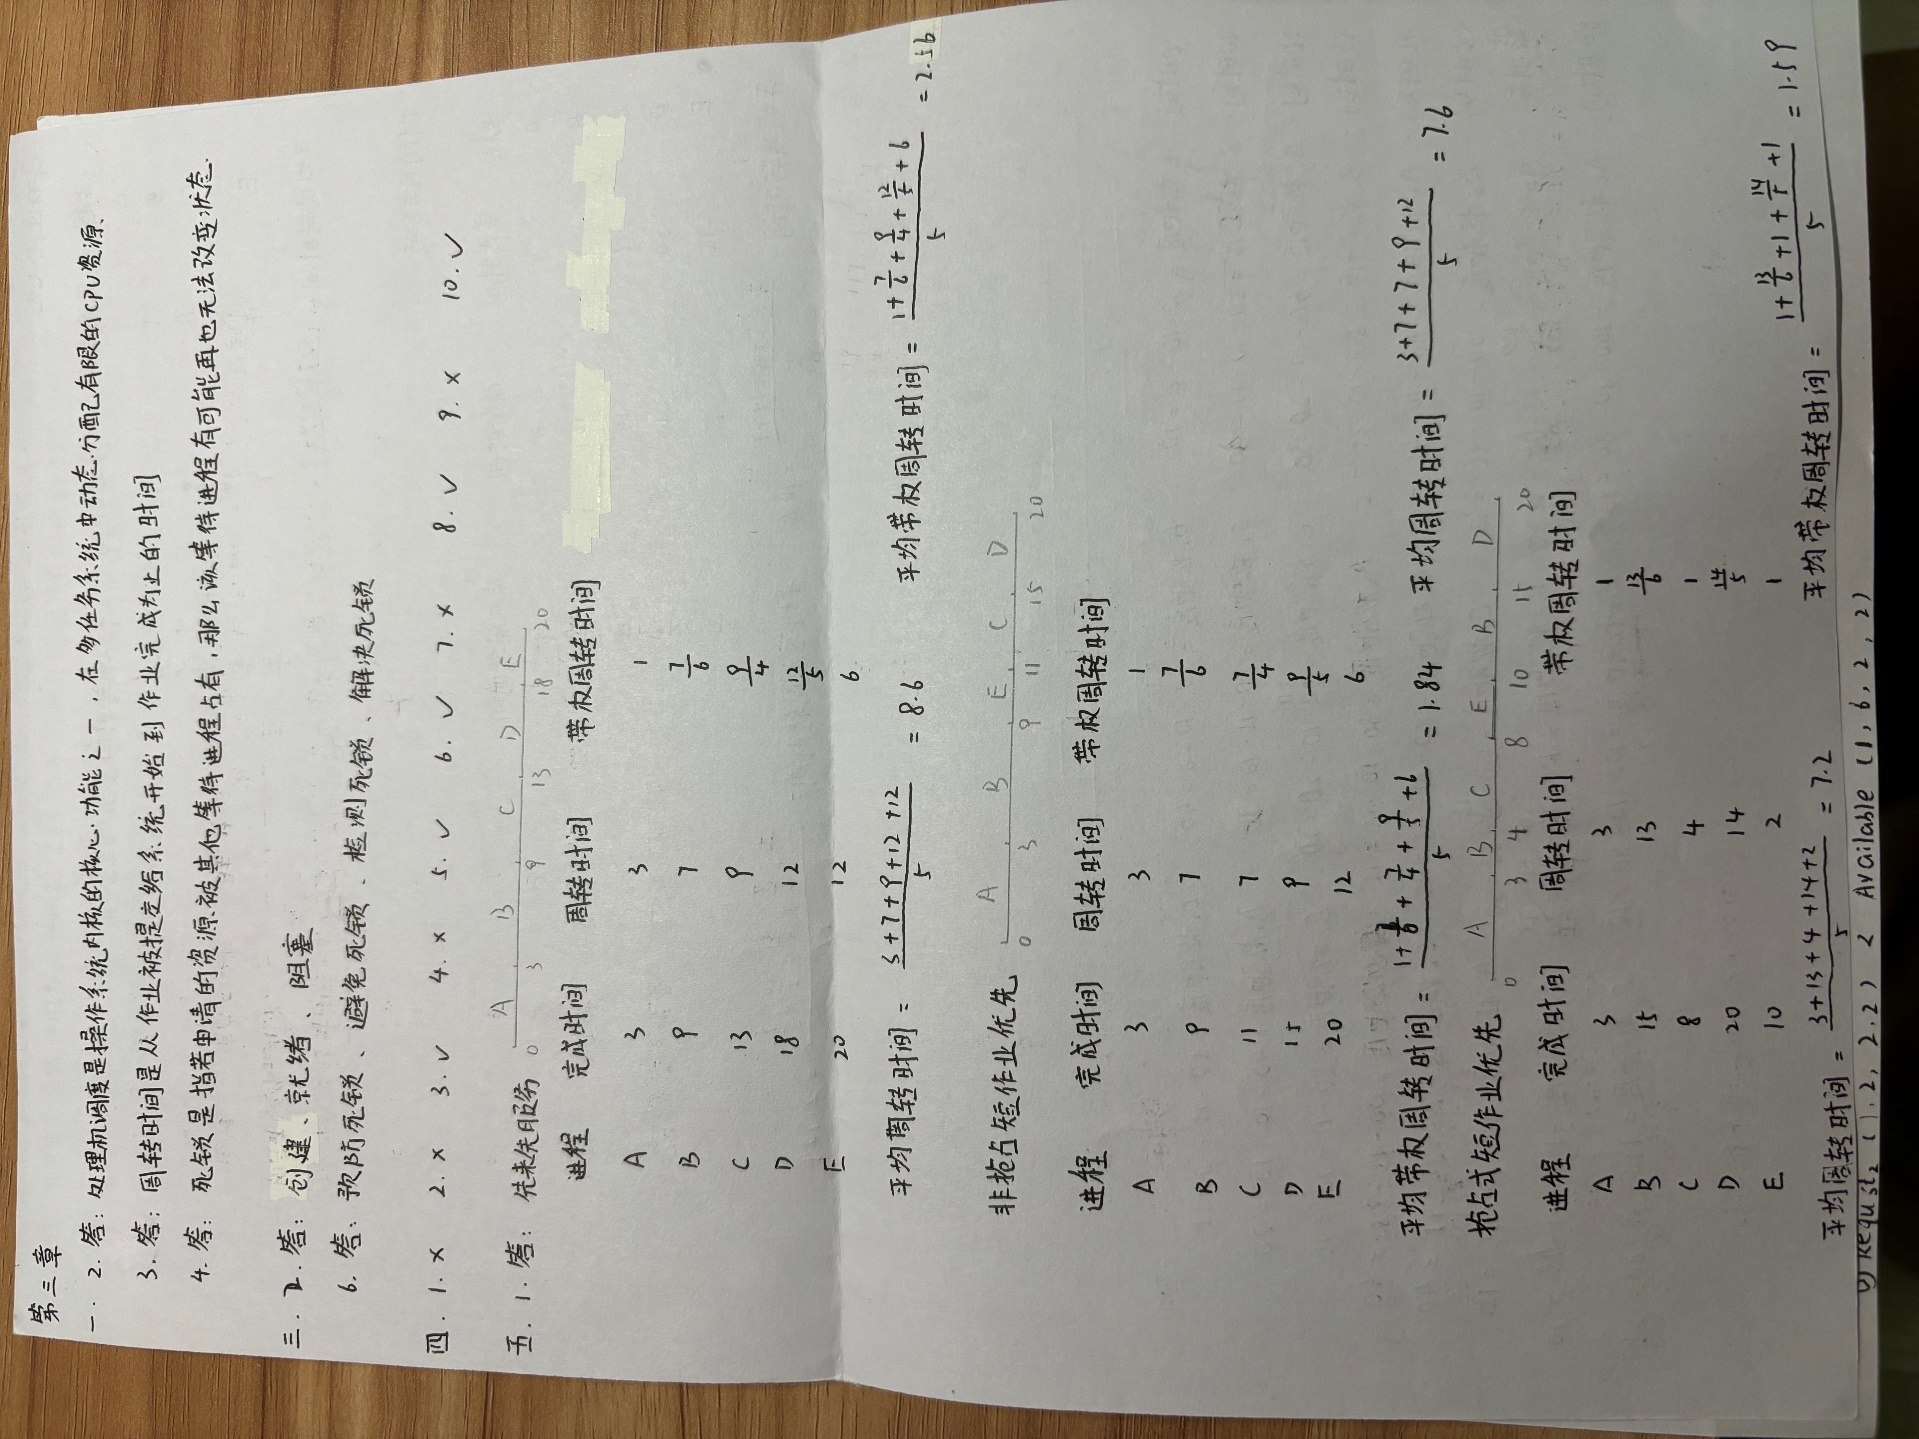 第三章
一. 2. 答: 处理机调度是操作系统内核的核心功能之一, 在多任务系统中动态分配有限的CPU资源.
3. 答: 周转时间是从作业被提交给系统开始到作业完成为止的时间
4. 答: 死锁是指若申请的资源被其他等待进程占有, 那么该等待进程有可能再也无法改变状态.
三. 2. 答: 创建、就绪、阻塞
6. 答: 预防死锁、避免死锁、检测死锁、解决死锁
四. 1. × 2. × 3. ✓ 4. × 5. ✓ 6. ✓ 7. × 8. ✓ 9. × 10. ✓
五. 1. 答: 先来先服务
A B C D E
0 3 9 13 18 20
进程 完成时间 周转时间 带权周转时间
A 3 3 1
B 9 7 7/6
C 13 9 9/4
D 18 12 12/5
E 20 12 6
平均周转时间 = (3+7+9+12+12)/5 = 8.6 平均带权周转时间 = (1+7/6+9/4+12/5+6)/5 = 2.56
非抢占短作业优先
A B E C D
0 3 9 11 15 20
进程 完成时间 周转时间 带权周转时间
A 3 3 1
B 9 7 7/6
C 11 7 7/4
D 15 9 9/5
E 20 12 6
平均带权周转时间 = (1+7/6+7/4+9/5+6)/5 = 1.84 平均周转时间 = (3+7+7+9+12)/5 = 7.6
抢占式短作业优先
A B C E B D
0 3 4 8 10 15 20
进程 完成时间 周转时间 带权周转时间
A 3 3 1
B 15 13 13/6
C 8 4 1
D 20 14 14/5
E 10 2 1
平均周转时间 = (3+13+4+14+2)/5 = 7.2 平均带权周转时间 = (1+13/6+1+14/5+1)/5 = 1.59
Request₂ (1.2, 2.2) < Available (1, 6, 2, 2)